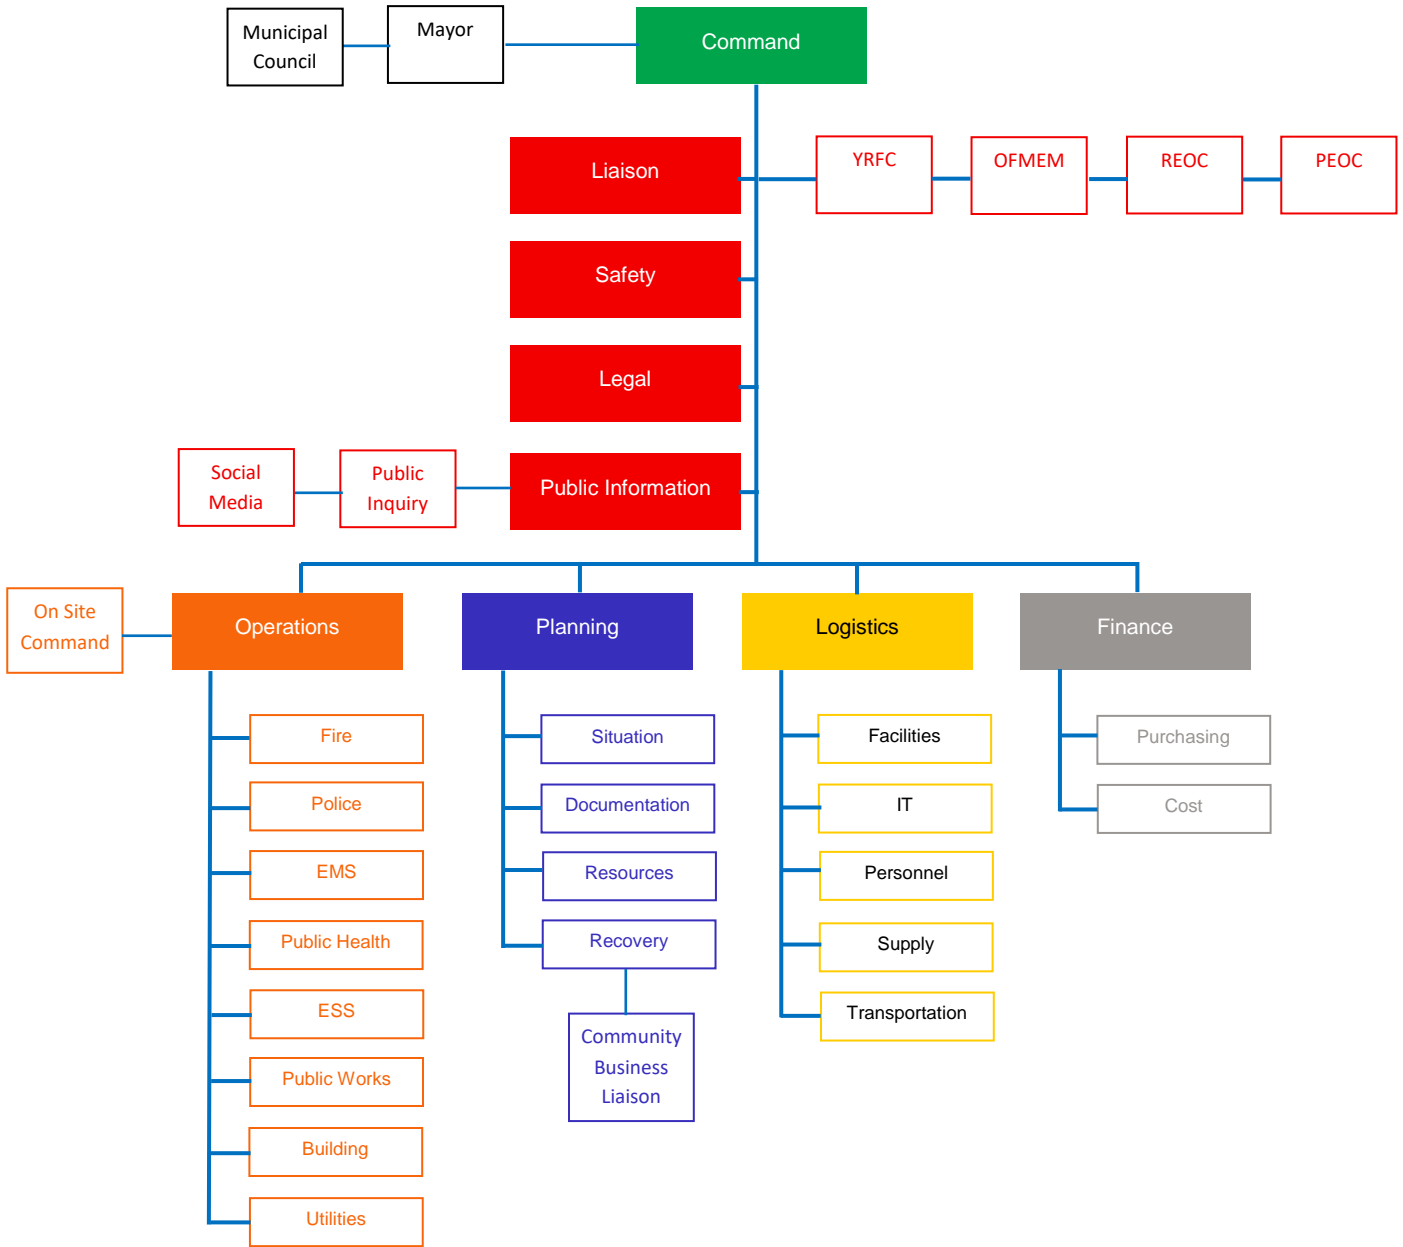 Municipal
Council
Mayor
Command
Liaison
YRFC
OFMEM
REOC
PEOC
Safety
Legal
Social
Media
Public
Inquiry
Public Information
On Site
Command
Operations
Planning
Logistics
Finance
Fire
Police
EMS
Public Health
ESS
Public Works
Building
Utilities
Situation
Documentation
Resources
Recovery
Community
Business
Liaison
Facilities
IT
Personnel
Supply
Transportation
Purchasing
Cost